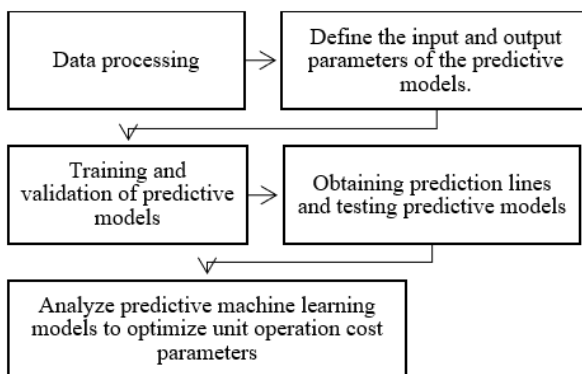 Data processing
Define the input and output
parameters of the predictive
models.
Training and
validation of predictive
models
Obtaining prediction lines
and testing predictive models
Analyze predictive machine learning
models to optimize unit operation cost
parameters